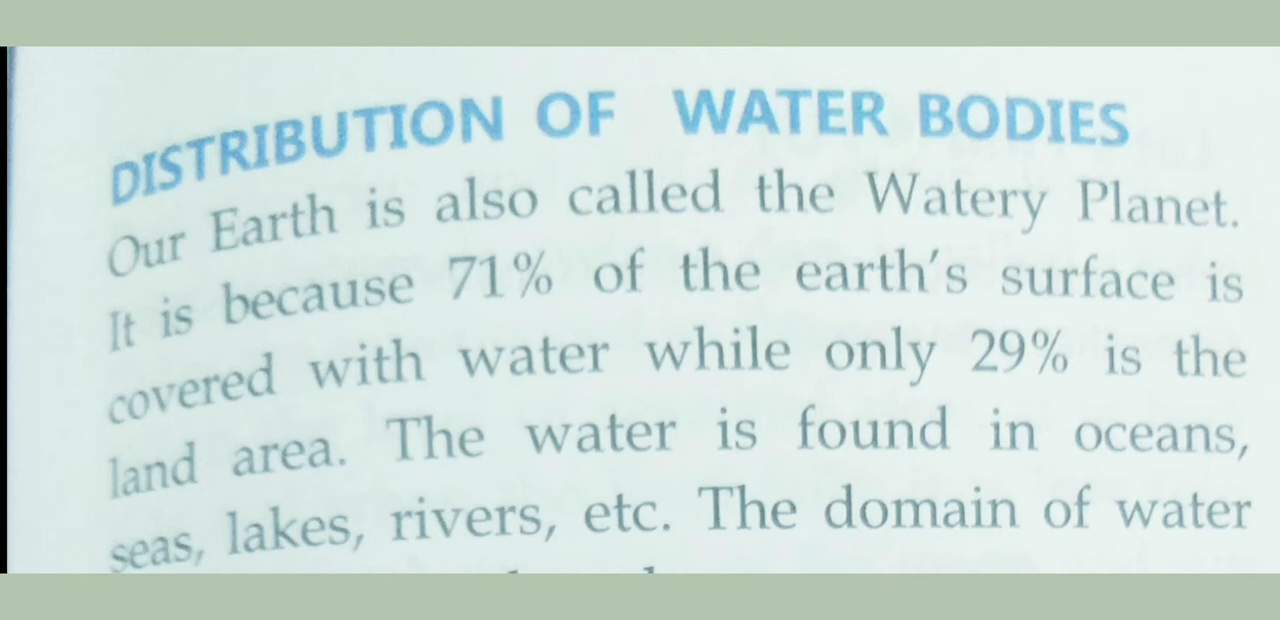 DISTRIBUTION OF WATER BODIES
Our Earth is also called the Watery Planet.
It is because 71% of the earth's surface is
covered with water while only 29% is the
land area. The water is found in oceans,
seas, lakes, rivers, etc. The domain of water